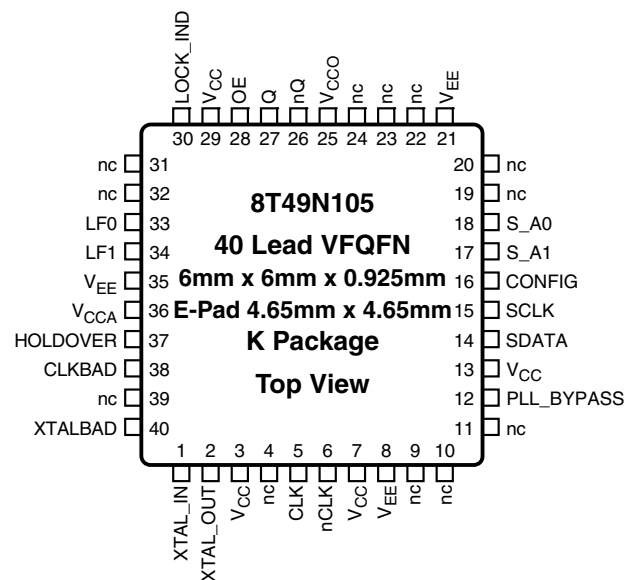 LOCK_IND
VCC
OE
Q
nQ
VCCO
nc
nc
nc
VEE
30 29 28 27 26 25 24 23 22 21
nc 31
nc 32
LF0 33
LF1 34
VEE 35
VCCA 36
HOLDOVER 37
CLKBAD 38
nc 39
XTALBAD 40
8T49N105
40 Lead VFQFN
6mm x 6mm x 0.925mm
E-Pad 4.65mm x 4.65mm
K Package
Top View
20 nc
19 nc
18 S_A0
17 S_A1
16 CONFIG
15 SCLK
14 SDATA
13 VCC
12 PLL_BYPASS
11 nc
1 2 3 4 5 6 7 8 9 10
XTAL_IN
XTAL_OUT
VCC
nc
CLK
nCLK
VCC
VEE
nc
nc